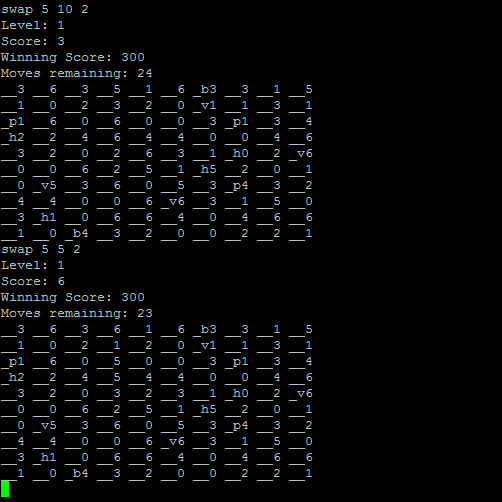 swap 5 10 2
Level: 1
Score: 3
Winning Score: 300
Moves remaining: 24
__3 __6 __3 __5 __1 __6 _b3 __3 __1 __5
__1 __0 __2 __3 __2 __0 _v1 __1 __3 __1
_p1 __6 __0 __6 __0 __0 __3 _p1 __3 __4
_h2 __2 __4 __6 __4 __4 __0 __0 __4 __6
__3 __2 __0 __2 __6 __3 __1 _h0 __2 _v6
__0 __0 __6 __2 __5 __1 _h5 __2 __0 __1
__0 _v5 __3 __6 __0 __5 __3 _p4 __3 __2
__4 __4 __0 __0 __6 _v6 __3 __1 __5 __0
__3 _h1 __0 __6 __6 __4 __0 __4 __6 __6
__1 __0 _b4 __3 __2 __0 __0 __2 __2 __1
swap 5 5 2
Level: 1
Score: 6
Winning Score: 300
Moves remaining: 23
__3 __6 __3 __6 __1 __6 _b3 __3 __1 __5
__1 __0 __2 __1 __2 __0 _v1 __1 __3 __1
_p1 __6 __0 __5 __0 __0 __3 _p1 __3 __4
_h2 __2 __4 __5 __4 __4 __0 __0 __4 __6
__3 __2 __0 __3 __2 __3 __1 _h0 __2 _v6
__0 __0 __6 __2 __5 __1 _h5 __2 __0 __1
__0 _v5 __3 __6 __0 __5 __3 _p4 __3 __2
__4 __4 __0 __0 __6 _v6 __3 __1 __5 __0
__3 _h1 __0 __6 __6 __4 __0 __4 __6 __6
__1 __0 _b4 __3 __2 __0 __0 __2 __2 __1